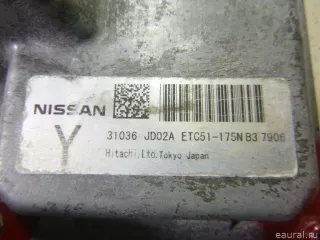 NISSAN
31036 JD02A ETC51-175N B3 7906
Y
Hitachi,Ltd.Tokyo Japan
eaural.ru